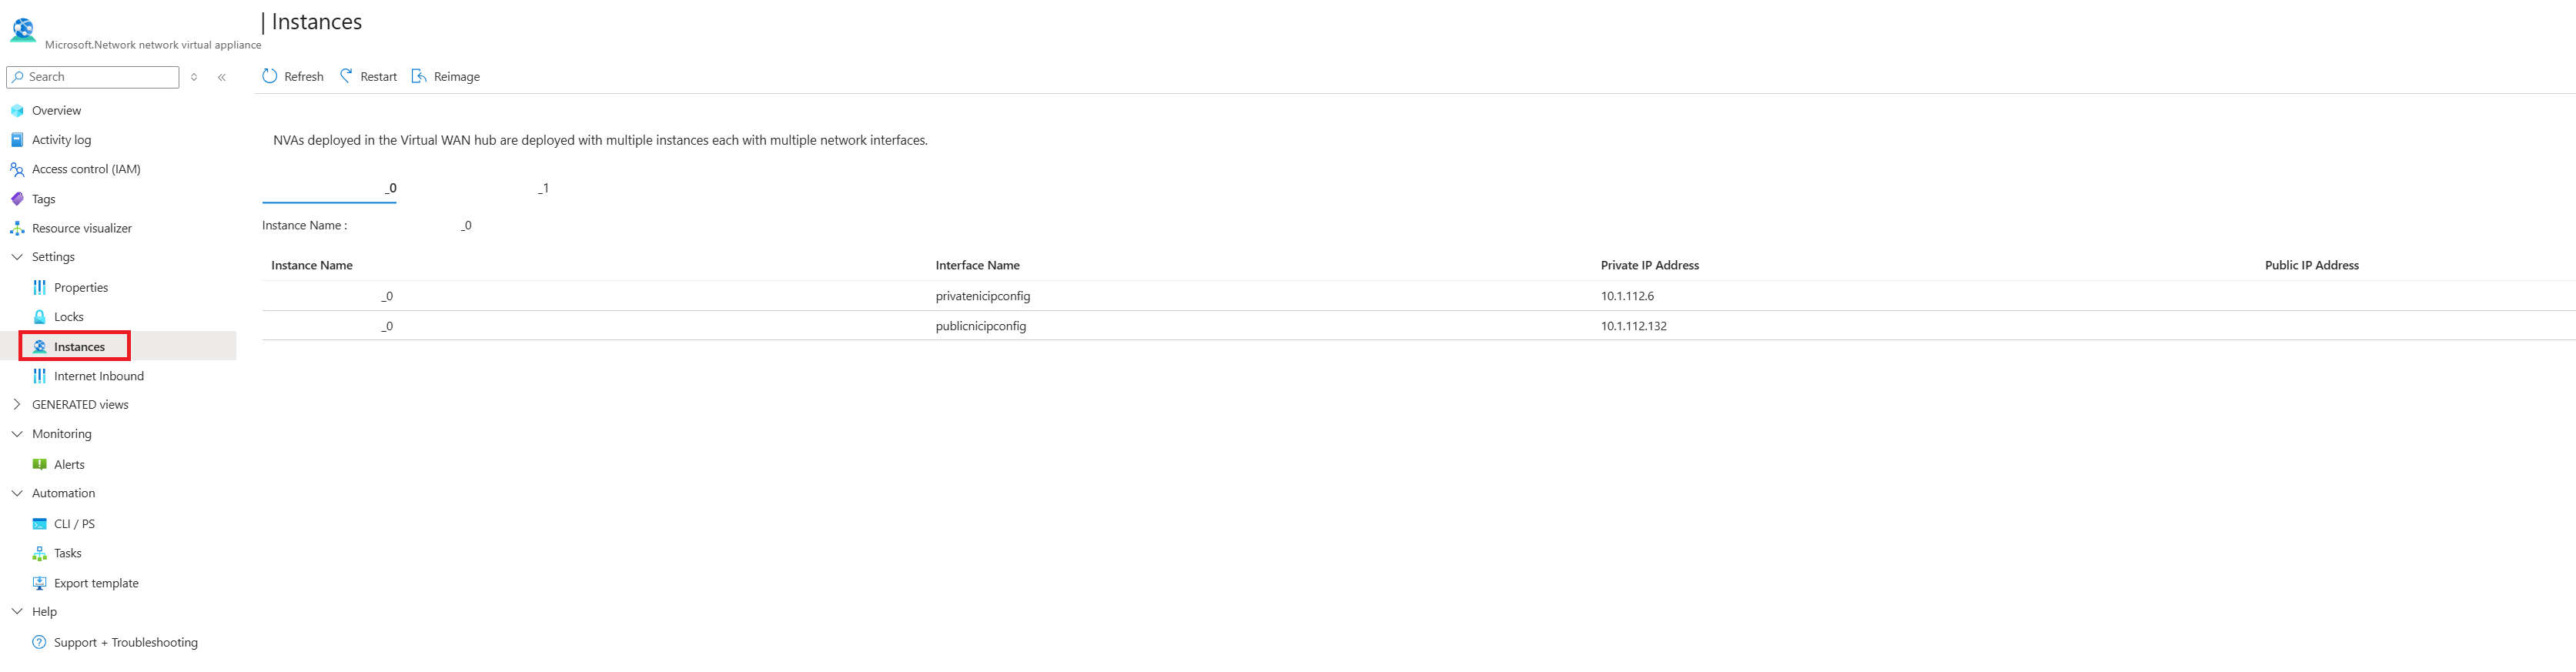 | Instances
Microsoft.Network network virtual appliance
Search
Refresh Restart Reimage
Overview
Activity log
Access control (IAM)
Tags
Resource visualizer
Settings
Properties
Locks
Instances
Internet Inbound
GENERATED views
Monitoring
Alerts
Automation
CLI / PS
Tasks
Export template
Help
Support + Troubleshooting
NVAs deployed in the Virtual WAN hub are deployed with multiple instances each with multiple network interfaces.
_0 _1
Instance Name : _0
Instance Name Interface Name Private IP Address Public IP Address
_0 privatenicipconfig 10.1.112.6
_0 publicnicipconfig 10.1.112.132